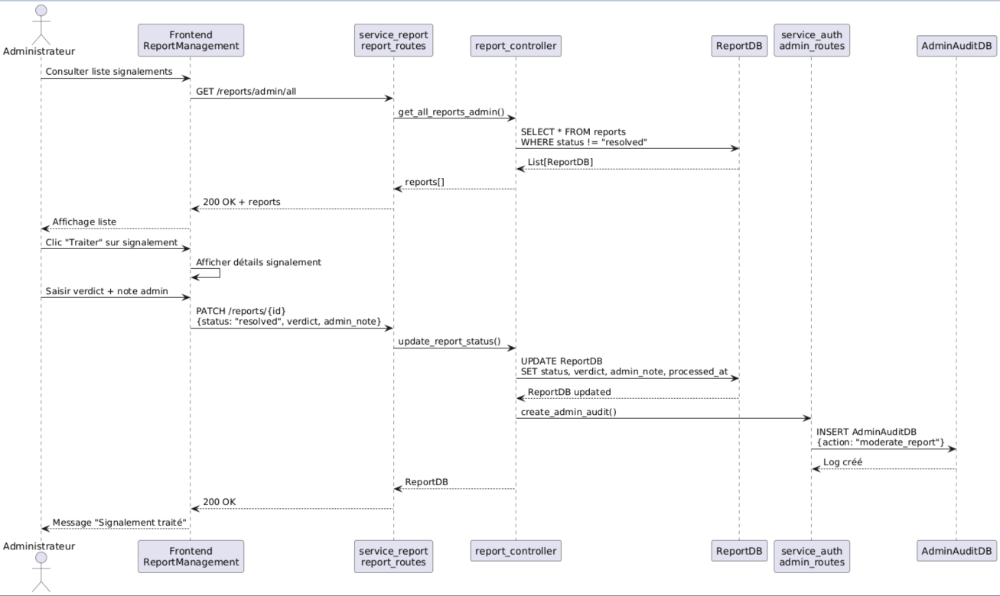 Administrateur
Frontend
ReportManagement
service_report
report_routes
report_controller
ReportDB
service_auth
admin_routes
AdminAuditDB
Consulter liste signalements
GET /reports/admin/all
get_all_reports_admin()
SELECT * FROM reports
WHERE status != "resolved"
List[ReportDB]
reports[]
200 OK + reports
Affichage liste
Clic "Traiter" sur signalement
Afficher détails signalement
Saisir verdict + note admin
PATCH /reports/{id}
{status: "resolved", verdict, admin_note}
update_report_status()
UPDATE ReportDB
SET status, verdict, admin_note, processed_at
ReportDB updated
create_admin_audit()
INSERT AdminAuditDB
{action: "moderate_report"}
Log créé
ReportDB
200 OK
Message "Signalement traité"
Administrateur
Frontend
ReportManagement
service_report
report_routes
report_controller
ReportDB
service_auth
admin_routes
AdminAuditDB